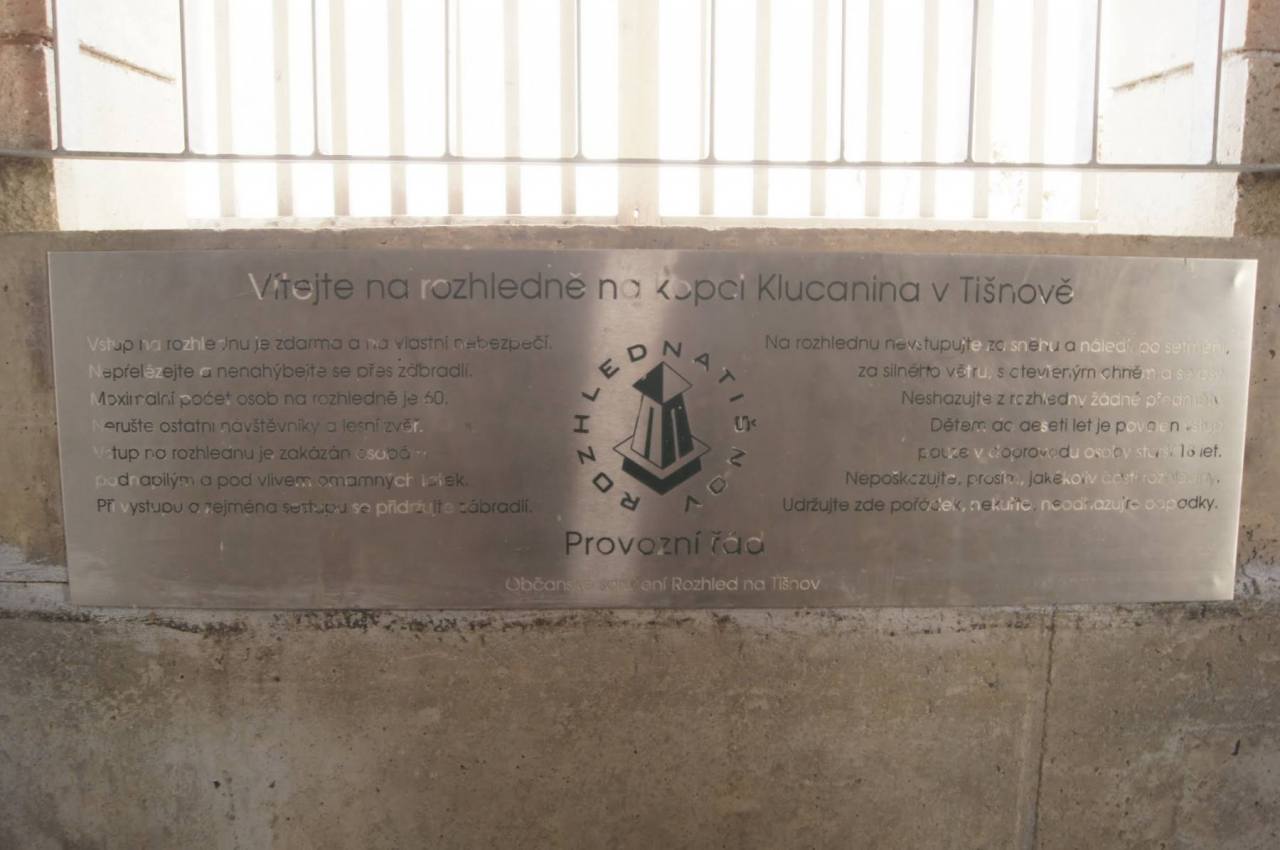 Vítejte na rozhledně na kopci Klucanina v Tišnově
Vstup na rozhlednu je zdarma a na vlastní nebezpečí.
Nepřelézejte a nenahýbejte se přes zábradlí.
Maximální počet osob na rozhledně je 60.
Nerušte ostatní návštěvníky a lesní zvěř.
Vstup na rozhlednu je zakázán osobám
podnapilým a pod vlivem omamných látek.
Při výstupu a zejména sestupu se přidržujte zábradlí.
ROZHLED NA TIŠNOV
Na rozhlednu nevstupujte za sněhu a náledí, po setmění,
za silného větru, s otevřeným ohněm a se
Neshazujte z rozhledny žádné předměty.
Dětem do deseti let je povolen vstup
pouze v doprovodu osoby starší 18 let.
Nepoškozujte, prosím, jakékoliv části rozhledny.
Udržujte zde pořádek, nekuřte, neodhazujte odpadky.
Provozní řád
Občanské sdružení Rozhled na Tišnov